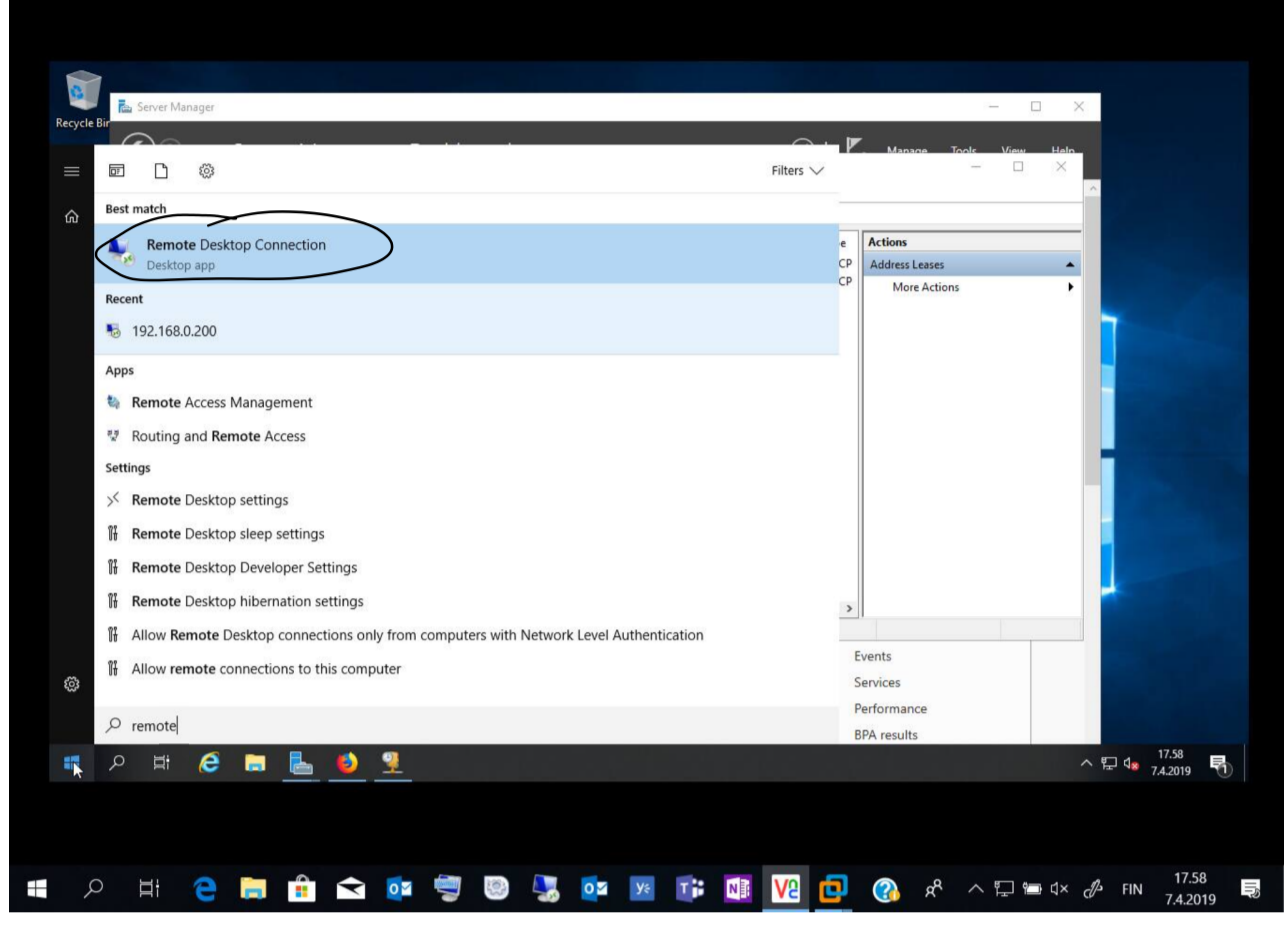 Recycle Bin
Server Manager
Manage Tools View Help
Filters
Best match
Remote Desktop Connection
Desktop app
Recent
192.168.0.200
Apps
Remote Access Management
Routing and Remote Access
Settings
Remote Desktop settings
Remote Desktop sleep settings
Remote Desktop Developer Settings
Remote Desktop hibernation settings
Allow Remote Desktop connections only from computers with Network Level Authentication
Allow remote connections to this computer
remote
e
CP
CP
Actions
Address Leases
More Actions
Events
Services
Performance
BPA results
17.58
7.4.2019
1
FIN
17.58
7.4.2019